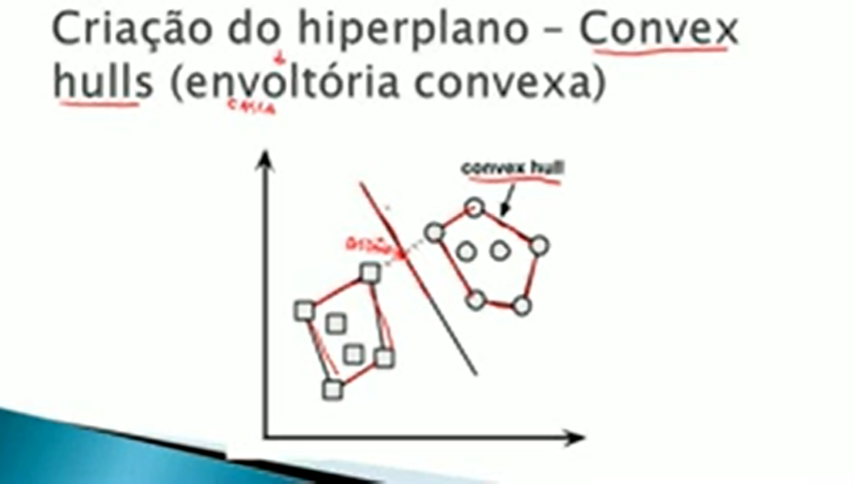 Criação do hiperplano – Convex
hulls (envoltória convexa)
convex hull